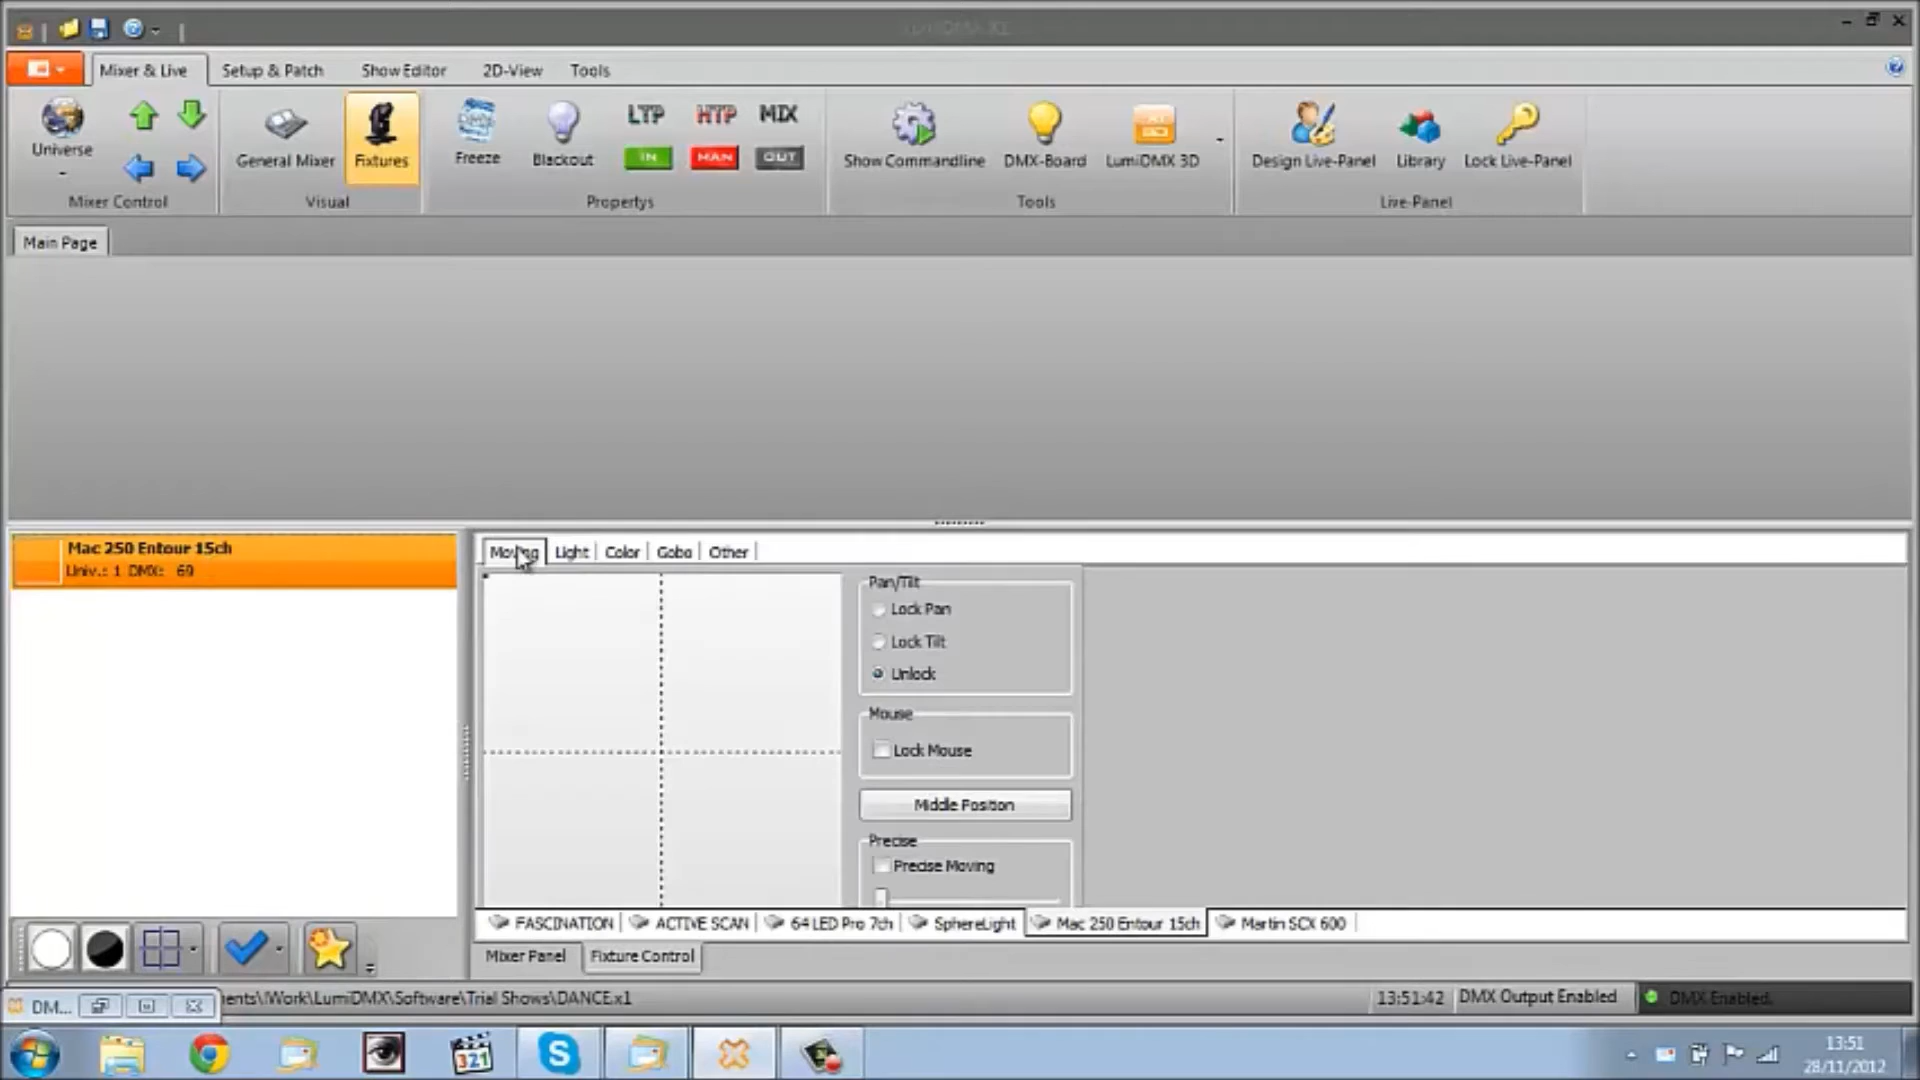 Mixer & Live
Setup & Patch
Show Editor
2D-View
Tools
Universe
General Mixer
Fixtures
Freeze
Blackout
LTP
HTP
MIX
IN
MAN
OUT
Show Commandline
DMX-Board
LumiDMX 3D
Design Live-Panel
Library
Lock Live-Panel
Mixer Control
Visual
Propertys
Tools
Live-Panel
Main Page
Mac 250 Entour 15ch
Univ.: 1 DMX: 69
Moving
Light
Color
Gobo
Other
Pan/Tilt
Lock Pan
Lock Tilt
Unlock
Mouse
Lock Mouse
Middle Position
Precise
Precise Moving
FASCINATION
ACTIVE SCAN
64 LED Pro 7ch
SphereLight
Mac 250 Entour 15ch
Martin SCX 600
Mixer Panel
Fixture Control
DM...
ents\iWork\LumiDMX\Software\Trial Shows\DANCE.x1
13:51:42
DMX Output Enabled
DMX Enabled.
321
13:51
28/11/2012